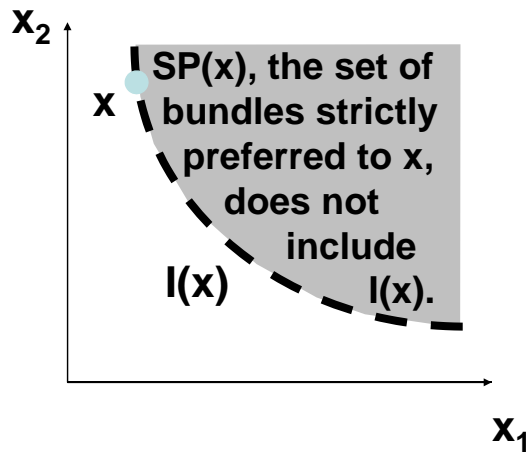 x₂
SP(x), the set of
bundles strictly
x
preferred to x,
does not
include
I(x)
I(x).
x₁